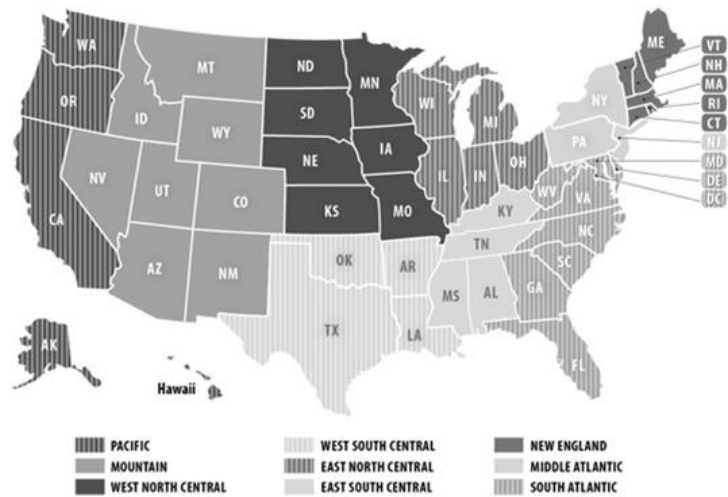 WA
MT
ND
MN
ME
VT
NH
MA
RI
CT
NJ
MD
DE
DC
OR
ID
WY
SD
WI
MI
NY
NV
UT
CO
NE
IA
IL
IN
OH
PA
CA
KS
MO
KY
WV
VA
AZ
NM
OK
AR
TN
NC
SC
TX
LA
MS
AL
GA
FL
AK
Hawaii
PACIFIC
MOUNTAIN
WEST NORTH CENTRAL
WEST SOUTH CENTRAL
EAST NORTH CENTRAL
EAST SOUTH CENTRAL
NEW ENGLAND
MIDDLE ATLANTIC
SOUTH ATLANTIC